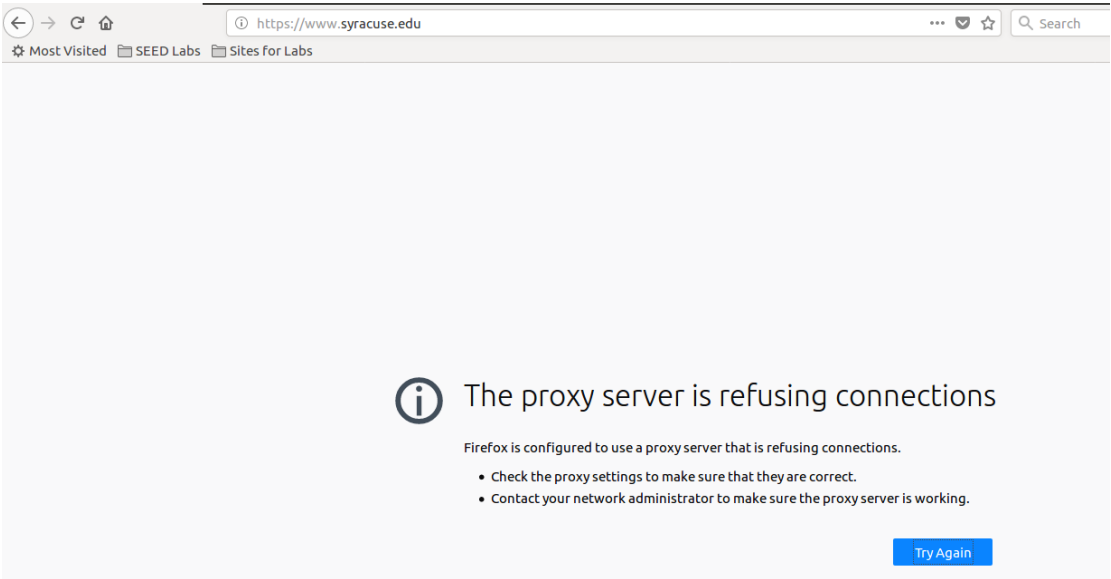 https://www.syracuse.edu
Search
Most Visited SEED Labs Sites for Labs
The proxy server is refusing connections
Firefox is configured to use a proxy server that is refusing connections.
• Check the proxy settings to make sure that they are correct.
• Contact your network administrator to make sure the proxy server is working.
Try Again